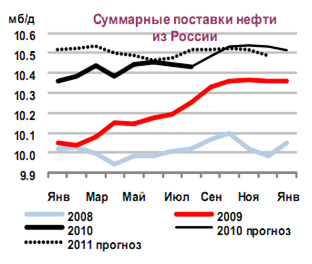 мб/д
Суммарные поставки нефти
из России
10.6
10.5
10.4
10.3
10.2
10.1
10.0
9.9
Янв Мар Май Июл Сен Ноя Янв
2008 2009
2010 2010 прогноз
2011 прогноз